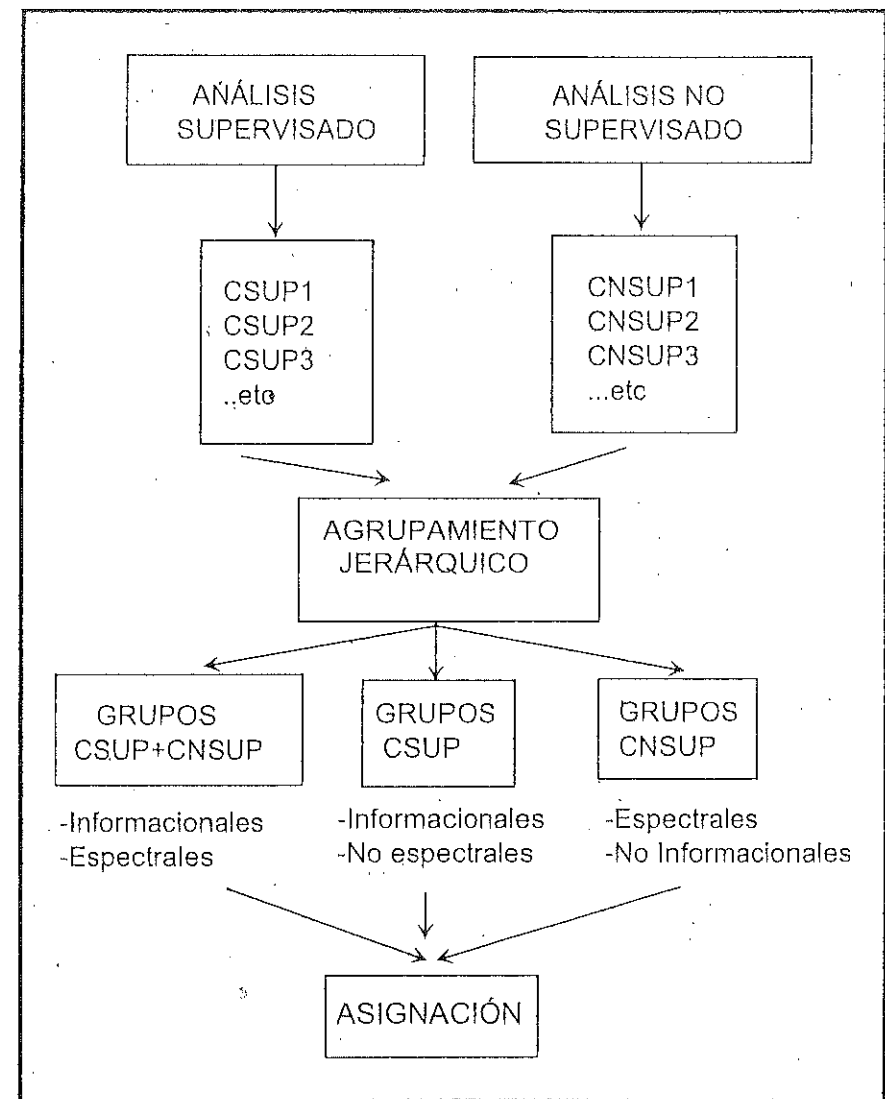 ANÁLISIS
SUPERVISADO
ANÁLISIS NO
SUPERVISADO
CSUP1
CSUP2
CSUP3
..etc
CNSUP1
CNSUP2
CNSUP3
...etc
AGRUPAMIENTO
JERÁRQUICO
GRUPOS
CSUP+CNSUP
GRUPOS
CSUP
GRUPOS
CNSUP
-Informacionales
-Espectrales
-Informacionales
-No espectrales
-Espectrales
-No Informacionales
ASIGNACIÓN